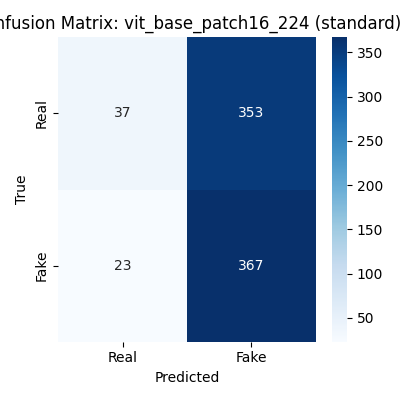 nfusion Matrix: vit_base_patch16_224 (standard)
Real
37
353
True
Fake
23
367
Real
Fake
Predicted
350
300
250
200
150
100
50